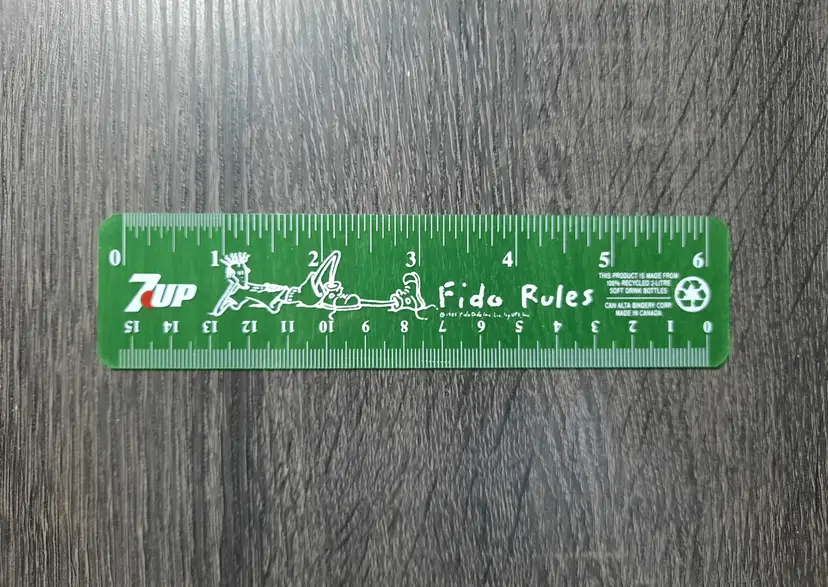 0 1 2 3 4 5 6
7UP
Fido Rules
THIS PRODUCT IS MADE FROM
100% RECYCLED 2-LITRE
SOFT DRINK BOTTLES
CAN ALTA BINDERY CORP.
MADE IN CANADA
15 14 13 12 11 10 9 8 7 6 5 4 3 2 1 0